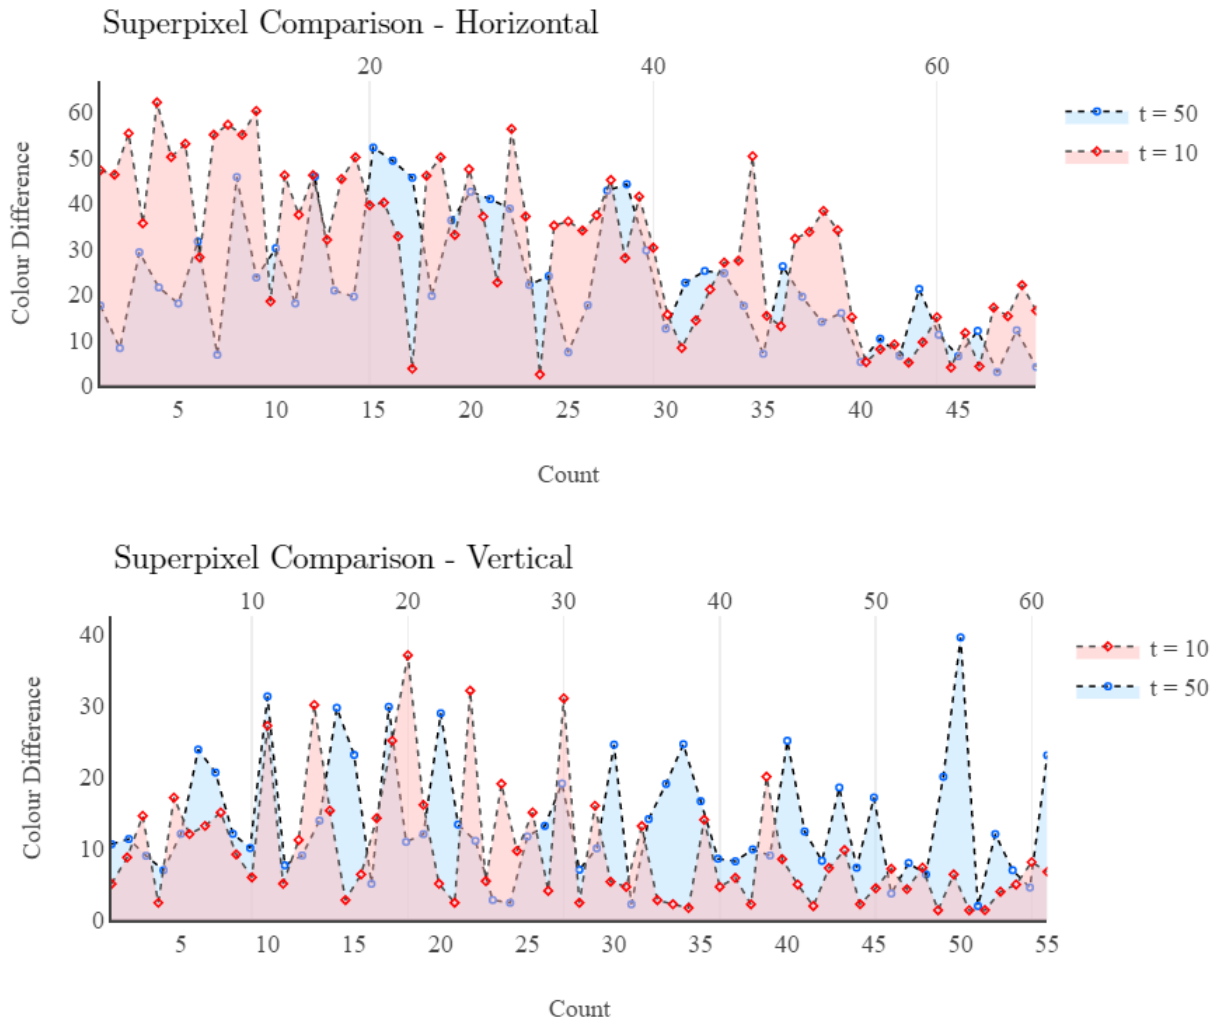 Superpixel Comparison - Horizontal
20 40 60
60
50
40
30
20
10
0
Colour Difference
t = 50
t = 10
5 10 15 20 25 30 35 40 45
Count
Superpixel Comparison - Vertical
10 20 30 40 50 60
40
30
20
10
0
Colour Difference
t = 10
t = 50
5 10 15 20 25 30 35 40 45 50 55
Count